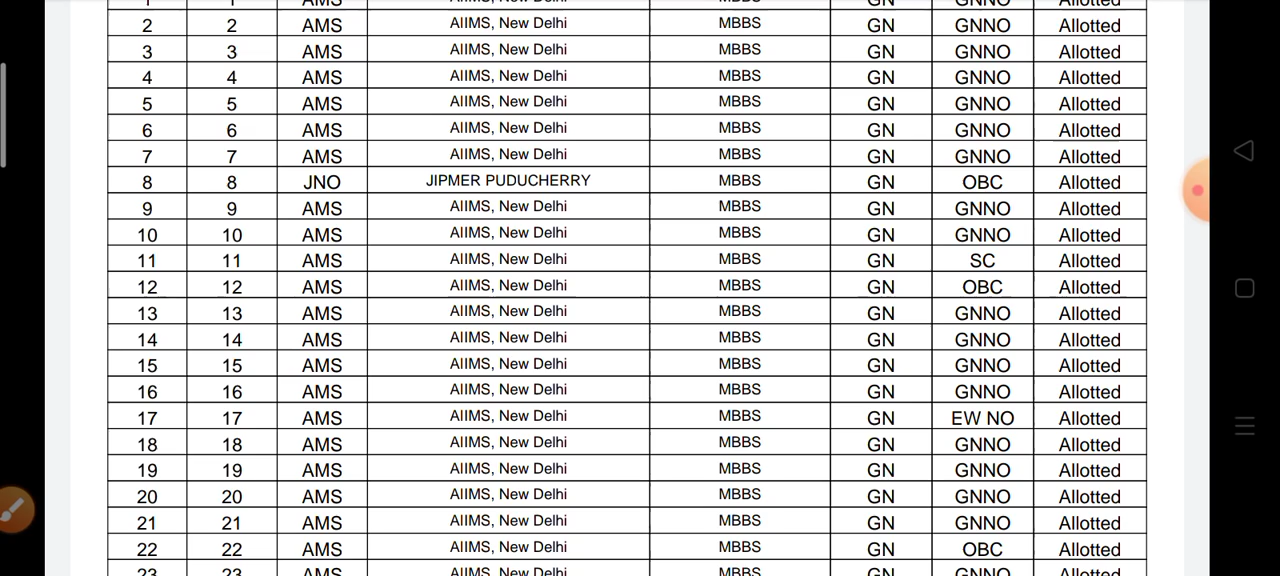 1 1 AMS AIIMS, New Delhi MBBS GN GNNO Allotted
2 2 AMS AIIMS, New Delhi MBBS GN GNNO Allotted
3 3 AMS AIIMS, New Delhi MBBS GN GNNO Allotted
4 4 AMS AIIMS, New Delhi MBBS GN GNNO Allotted
5 5 AMS AIIMS, New Delhi MBBS GN GNNO Allotted
6 6 AMS AIIMS, New Delhi MBBS GN GNNO Allotted
7 7 AMS AIIMS, New Delhi MBBS GN GNNO Allotted
8 8 JNO JIPMER PUDUCHERRY MBBS GN OBC Allotted
9 9 AMS AIIMS, New Delhi MBBS GN GNNO Allotted
10 10 AMS AIIMS, New Delhi MBBS GN GNNO Allotted
11 11 AMS AIIMS, New Delhi MBBS GN SC Allotted
12 12 AMS AIIMS, New Delhi MBBS GN OBC Allotted
13 13 AMS AIIMS, New Delhi MBBS GN GNNO Allotted
14 14 AMS AIIMS, New Delhi MBBS GN GNNO Allotted
15 15 AMS AIIMS, New Delhi MBBS GN GNNO Allotted
16 16 AMS AIIMS, New Delhi MBBS GN GNNO Allotted
17 17 AMS AIIMS, New Delhi MBBS GN EW NO Allotted
18 18 AMS AIIMS, New Delhi MBBS GN GNNO Allotted
19 19 AMS AIIMS, New Delhi MBBS GN GNNO Allotted
20 20 AMS AIIMS, New Delhi MBBS GN GNNO Allotted
21 21 AMS AIIMS, New Delhi MBBS GN GNNO Allotted
22 22 AMS AIIMS, New Delhi MBBS GN OBC Allotted
23 23 AMS AIIMS, New Delhi MBBS GN GNNO Allotted